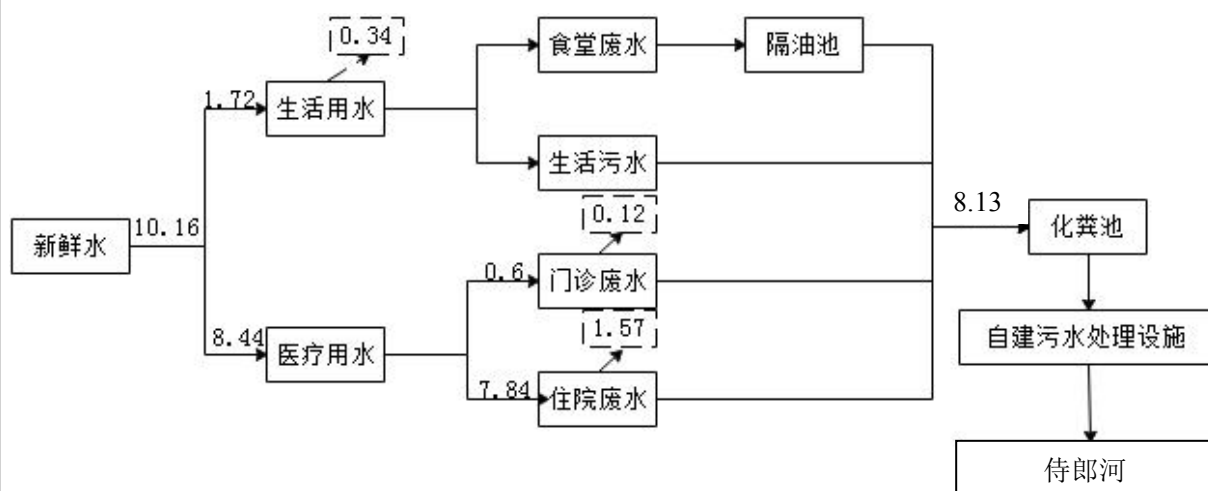 0.34
食堂废水
隔油池
1.72
生活用水
生活污水
0.12
8.13
化粪池
新鲜水
10.16
0.6
门诊废水
1.57
8.44
医疗用水
自建污水处理设施
7.84
住院废水
侍郎河